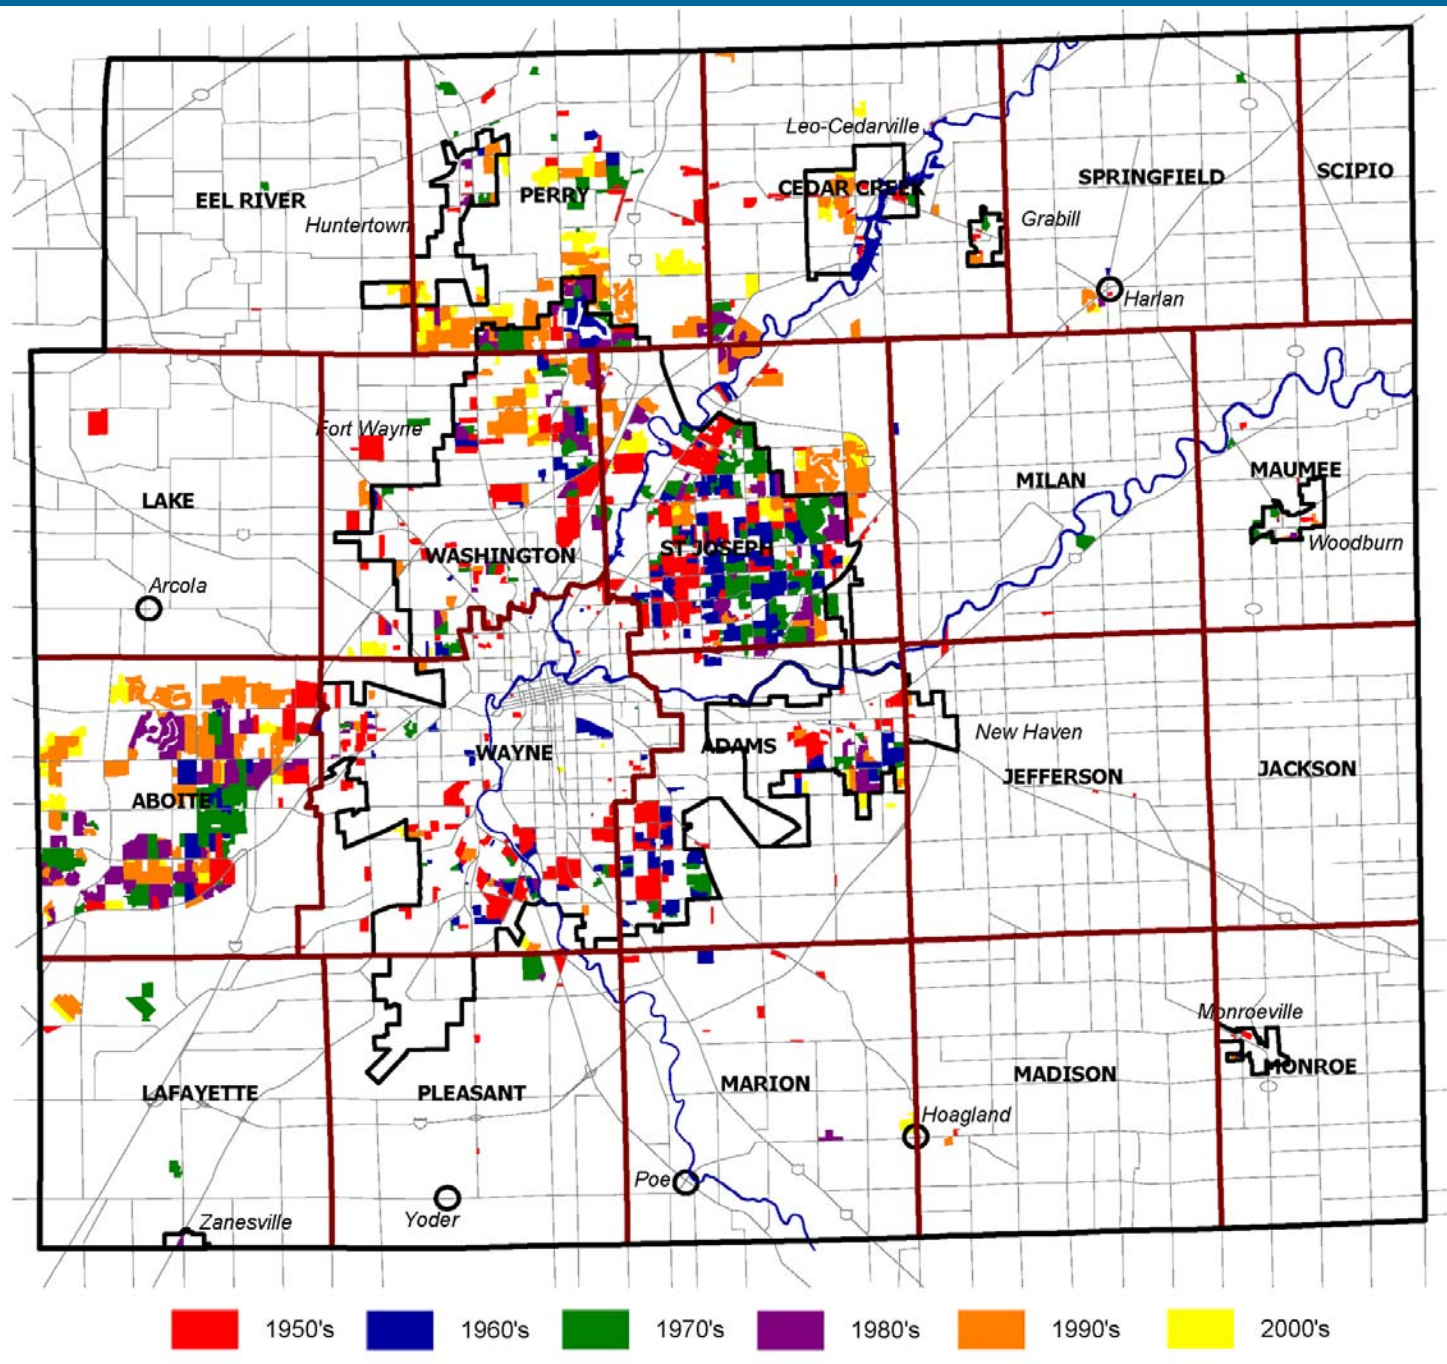 Leo-Cedarville
SCIPIO
SPRINGFIELD
CEDAR CREEK
PERRY
EEL RIVER
Grabill
Huntertown
Harlan
Fort Wayne
MAUMEE
MILAN
LAKE
Woodburn
ST JOSEPH
WASHINGTON
Arcola
New Haven
ADAMS
WAYNE
JACKSON
JEFFERSON
ABOITE
Monroeville
MONROE
MADISON
MARION
LAFAYETTE
PLEASANT
Hoagland
Poe
Yoder
Zanesville
1950's 1960's 1970's 1980's 1990's 2000's